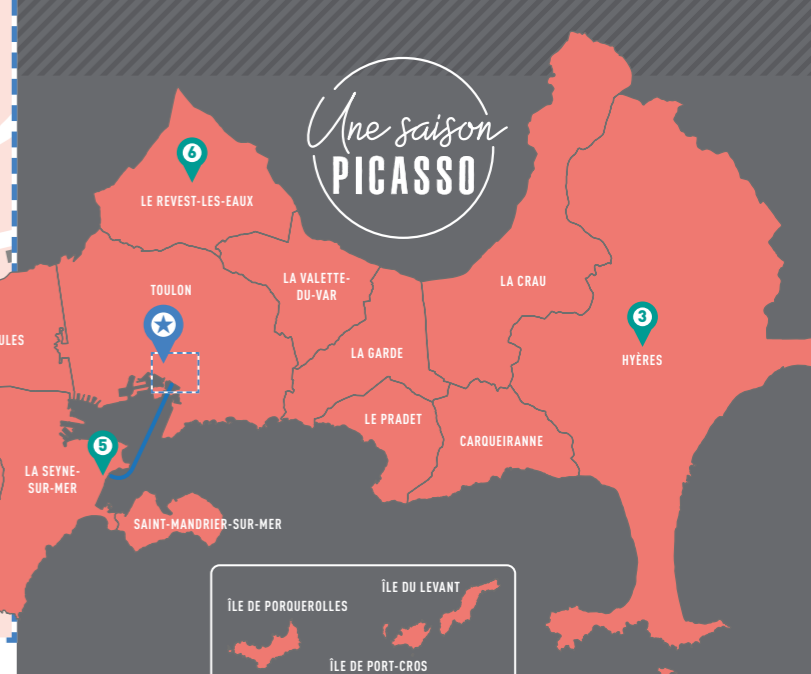 Une saison
PICASSO
6
LE REVEST-LES-EAUX
TOULON
LA VALETTE-
DU-VAR
LA CRAU
3
HYÈRES
ULES
LA GARDE
LE PRADET
CARQUEIRANNE
5
LA SEYNE-
SUR-MER
SAINT-MANDRIER-SUR-MER
ÎLE DU LEVANT
ÎLE DE PORQUEROLLES
ÎLE DE PORT-CROS